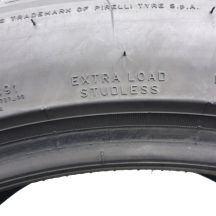 TRADEMARK OF PIRELLI TYRE S.p.A.
EXTRA LOAD
STUDLESS